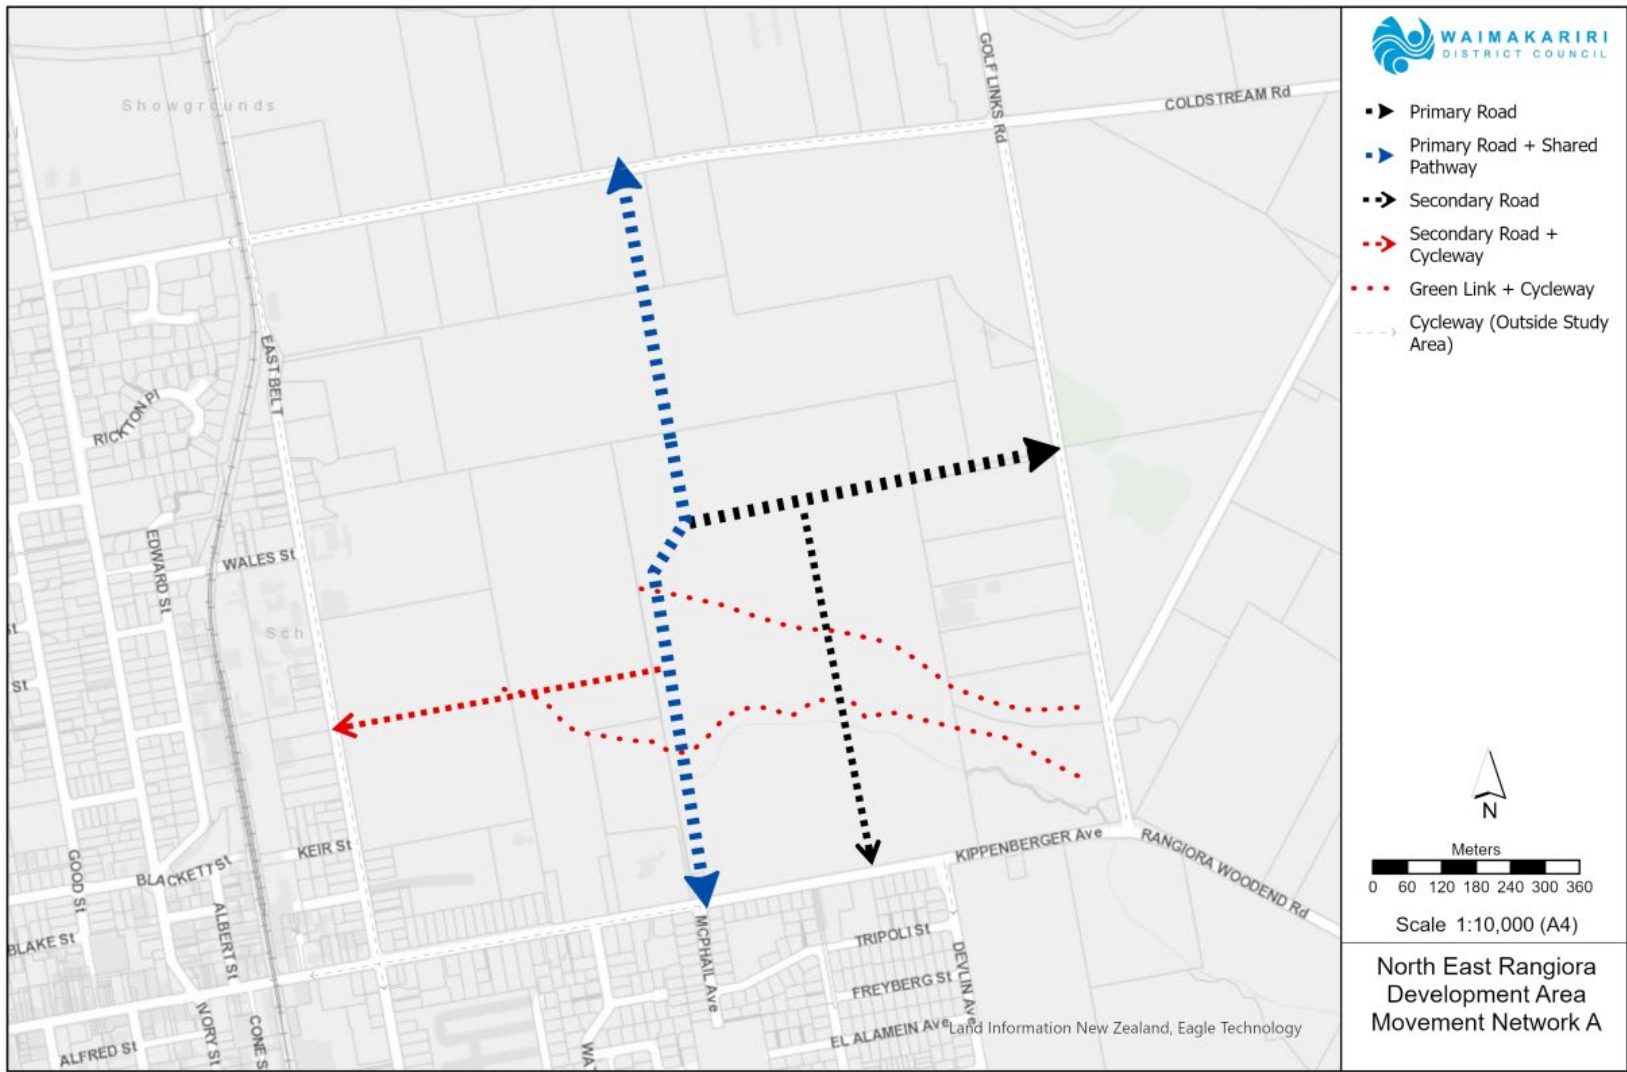 Showgrounds
GOLF LINKS Rd
COLDSTREAM Rd
EAST BELT
RICKTON Pl
EDWARD St
WALES St
Sch
St
St
KEIR St
BLACKETT St
GOOD St
ALBERT St
BLAKE St
IVORY St
CONE S
ALFRED St
KIPPENBERGER Ave
RANGIORA WOODEND Rd
MCPHAIL Ave
TRIPOLI St
DEVLIN Ave
FREYBERG St
EL ALAMEIN Ave
WA
Land Information New Zealand, Eagle Technology
WAIMAKARIRI
DISTRICT COUNCIL
Primary Road
Primary Road + Shared
Pathway
Secondary Road
Secondary Road +
Cycleway
Green Link + Cycleway
Cycleway (Outside Study
Area)
N
Meters
0 60 120 180 240 300 360
Scale 1:10,000 (A4)
North East Rangiora
Development Area
Movement Network A